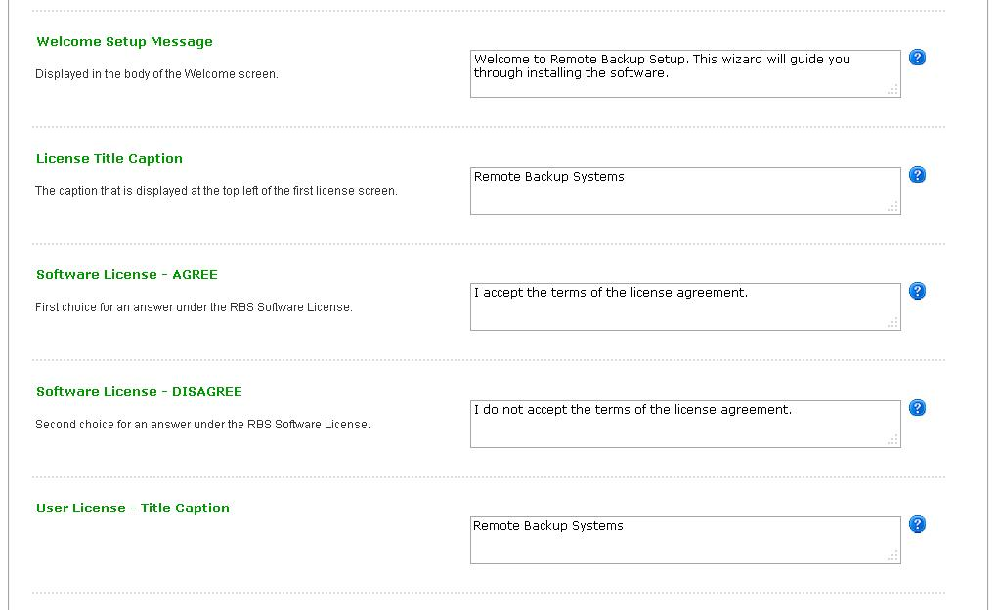 Welcome Setup Message
Displayed in the body of the Welcome screen.
Welcome to Remote Backup Setup. This wizard will guide you
through installing the software.
?
License Title Caption
The caption that is displayed at the top left of the first license screen.
Remote Backup Systems
?
Software License - AGREE
First choice for an answer under the RBS Software License.
I accept the terms of the license agreement.
?
Software License - DISAGREE
Second choice for an answer under the RBS Software License.
I do not accept the terms of the license agreement.
?
User License - Title Caption
Remote Backup Systems
?